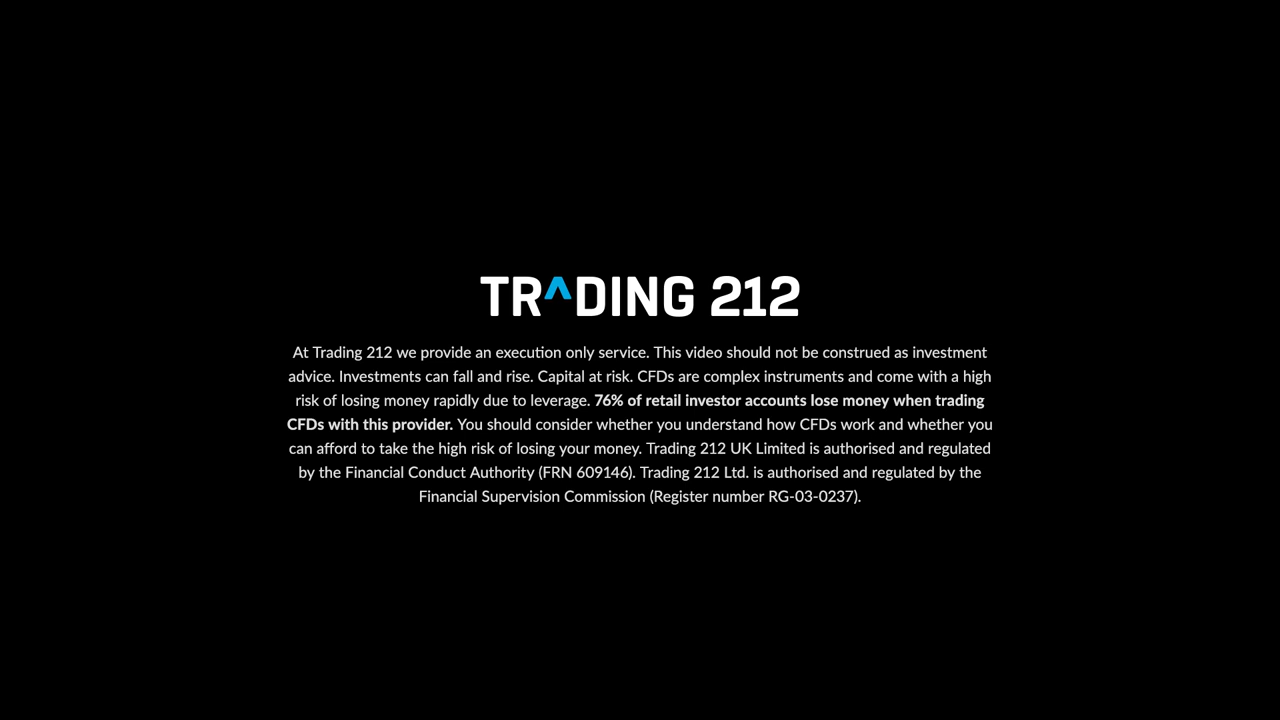 TR^DING 212
At Trading 212 we provide an execution only service. This video should not be construed as investment
advice. Investments can fall and rise. Capital at risk. CFDs are complex instruments and come with a high
risk of losing money rapidly due to leverage. 76% of retail investor accounts lose money when trading
CFDs with this provider. You should consider whether you understand how CFDs work and whether you
can afford to take the high risk of losing your money. Trading 212 UK Limited is authorised and regulated
by the Financial Conduct Authority (FRN 609146). Trading 212 Ltd. is authorised and regulated by the
Financial Supervision Commission (Register number RG-03-0237).